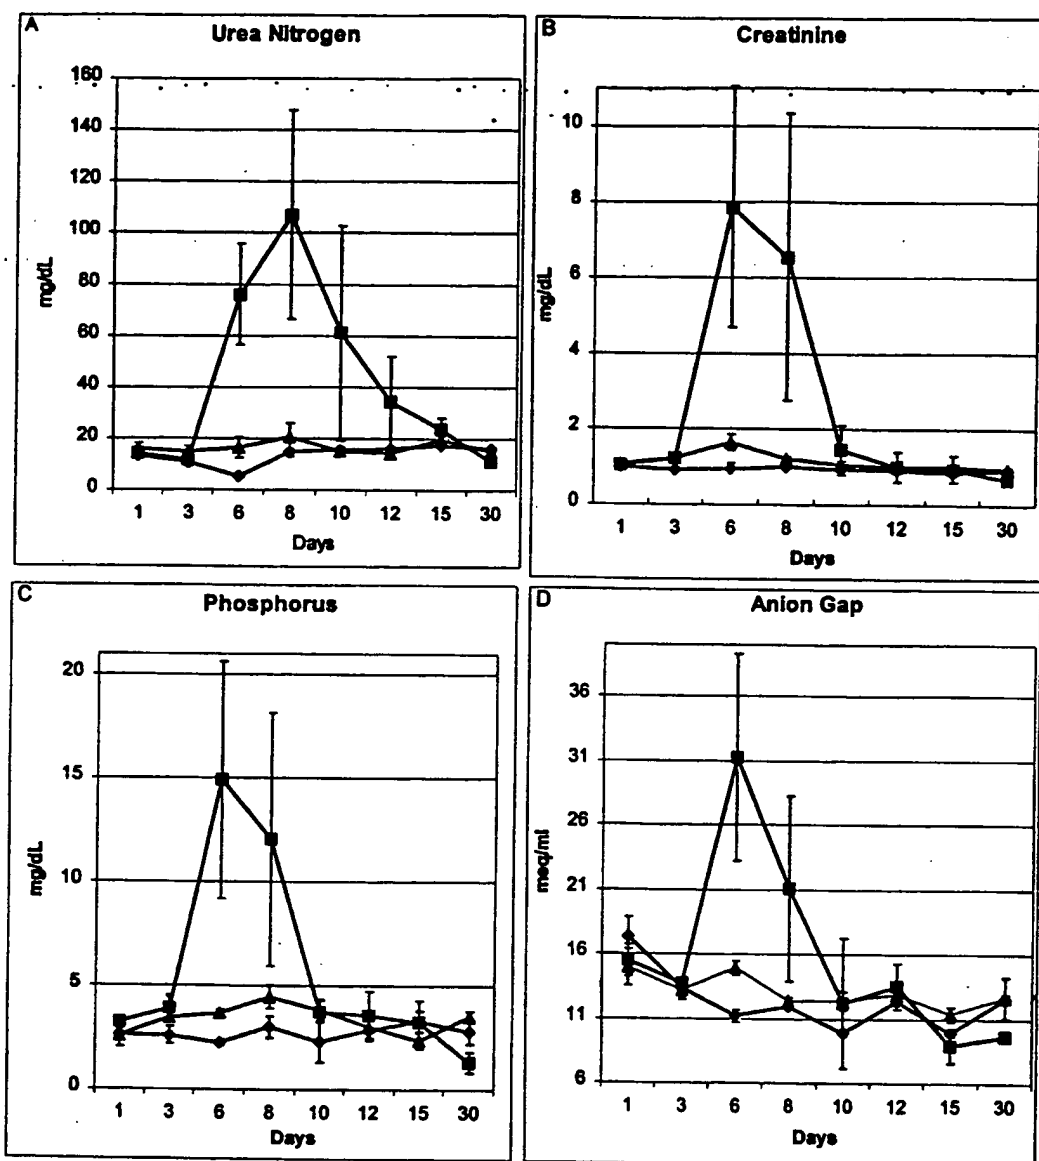 A
Urea Nitrogen
160
140
120
100
80
60
40
20
0
mg/dL
1 3 6 8 10 12 15 30
Days
B
Creatinine
10
8
6
4
2
0
mg/dL
1 3 6 8 10 12 15 30
Days
C
Phosphorus
20
15
10
5
0
mg/dL
1 3 6 8 10 12 15 30
Days
D
Anion Gap
36
31
26
21
16
11
6
meq/ml
1 3 6 8 10 12 15 30
Days